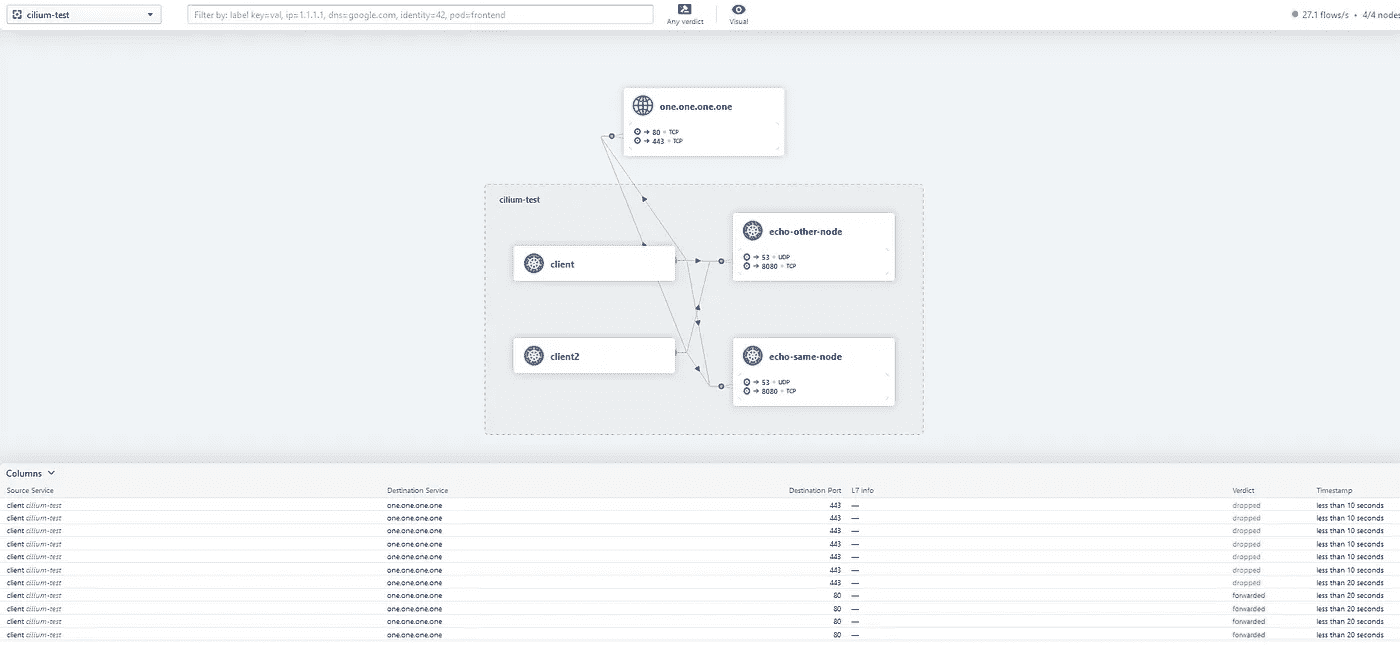 cilium-test
Filter by: label key=val, ip=1.1.1.1, dns=google.com, identity=42, pod=frontend
Any verdict
Visual
27.1 flows/s • 4/4 nodes
one.one.one.one
→ 80 • TCP
→ 443 • TCP
cilium-test
client
echo-other-node
→ 53 • UDP
→ 8080 • TCP
client2
echo-same-node
→ 53 • UDP
→ 8080 • TCP
Columns
Source Service Destination Service Destination Port L7 info Verdict Timestamp
client cilium-test one.one.one.one 443 — dropped less than 10 seconds
client cilium-test one.one.one.one 443 — dropped less than 10 seconds
client cilium-test one.one.one.one 443 — dropped less than 10 seconds
client cilium-test one.one.one.one 443 — dropped less than 10 seconds
client cilium-test one.one.one.one 443 — dropped less than 10 seconds
client cilium-test one.one.one.one 443 — dropped less than 10 seconds
client cilium-test one.one.one.one 443 — dropped less than 20 seconds
client cilium-test one.one.one.one 80 — forwarded less than 20 seconds
client cilium-test one.one.one.one 80 — forwarded less than 20 seconds
client cilium-test one.one.one.one 80 — forwarded less than 20 seconds
client cilium-test one.one.one.one 80 — forwarded less than 20 seconds